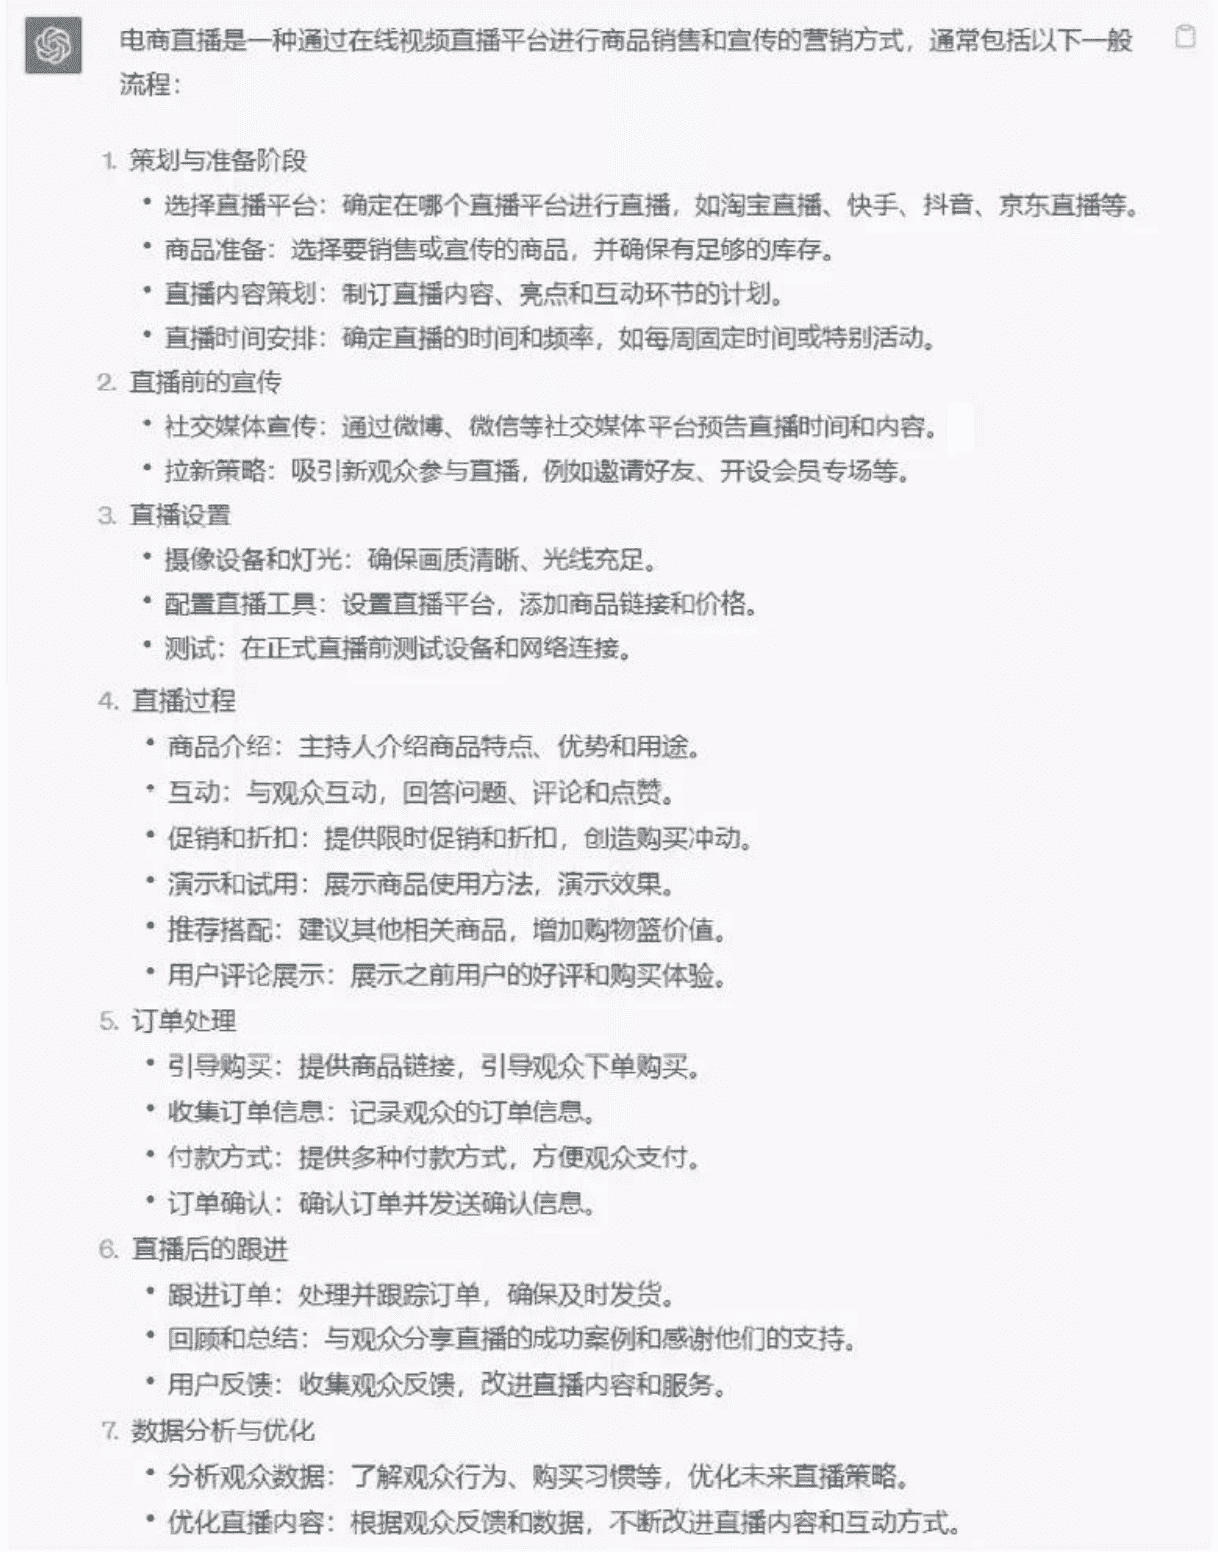 电商直播是一种通过在线视频直播平台进行商品销售和宣传的营销方式，通常包括以下一般
流程：
1. 策划与准备阶段
• 选择直播平台：确定在哪个直播平台进行直播，如淘宝直播、快手、抖音、京东直播等。
• 商品准备：选择要销售或宣传的商品，并确保有足够的库存。
• 直播内容策划：制订直播内容、亮点和互动环节的计划。
• 直播时间安排：确定直播的时间和频率，如每周固定时间或特别活动。
2. 直播前的宣传
• 社交媒体宣传：通过微博、微信等社交媒体平台预告直播时间和内容。
• 拉新策略：吸引新观众参与直播，例如邀请好友、开设会员专场等。
3. 直播设置
• 摄像设备和灯光：确保画质清晰、光线充足。
• 配置直播工具：设置直播平台，添加商品链接和价格。
• 测试：在正式直播前测试设备和网络连接。
4. 直播过程
• 商品介绍：主持人介绍商品特点、优势和用途。
• 互动：与观众互动，回答问题、评论和点赞。
• 促销和折扣：提供限时促销和折扣，创造购买冲动。
• 演示和试用：展示商品使用方法，演示效果。
• 推荐搭配：建议其他相关商品，增加购物篮价值。
• 用户评论展示：展示之前用户的好评和购买体验。
5. 订单处理
• 引导购买：提供商品链接，引导观众下单购买。
• 收集订单信息：记录观众的订单信息。
• 付款方式：提供多种付款方式，方便观众支付。
• 订单确认：确认订单并发送确认信息。
6. 直播后的跟进
• 跟进订单：处理并跟踪订单，确保及时发货。
• 回顾和总结：与观众分享直播的成功案例和感谢他们的支持。
• 用户反馈：收集观众反馈，改进直播内容和服务。
7. 数据分析与优化
• 分析观众数据：了解观众行为、购买习惯等，优化未来直播策略。
• 优化直播内容：根据观众反馈和数据，不断改进直播内容和互动方式。